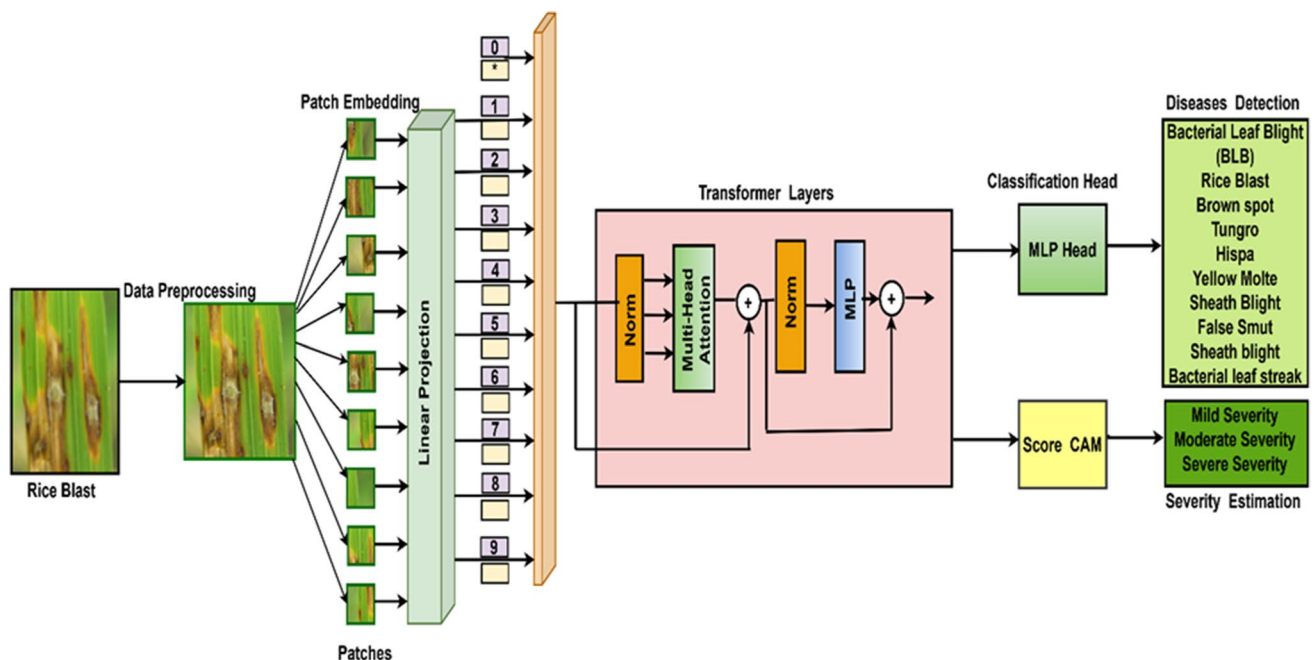 Rice Blast
Data Preprocessing
Patch Embedding
Patches
Linear Projection
0
*
1
2
3
4
5
6
7
8
9
Transformer Layers
Norm
Multi-Head
Attention
+
Norm
MLP
+
Classification Head
MLP Head
Score CAM
Diseases Detection
Bacterial Leaf Blight
(BLB)
Rice Blast
Brown spot
Tungro
Hispa
Yellow Molte
Sheath Blight
False Smut
Sheath blight
Bacterial leaf streak
Mild Severity
Moderate Severity
Severe Severity
Severity Estimation